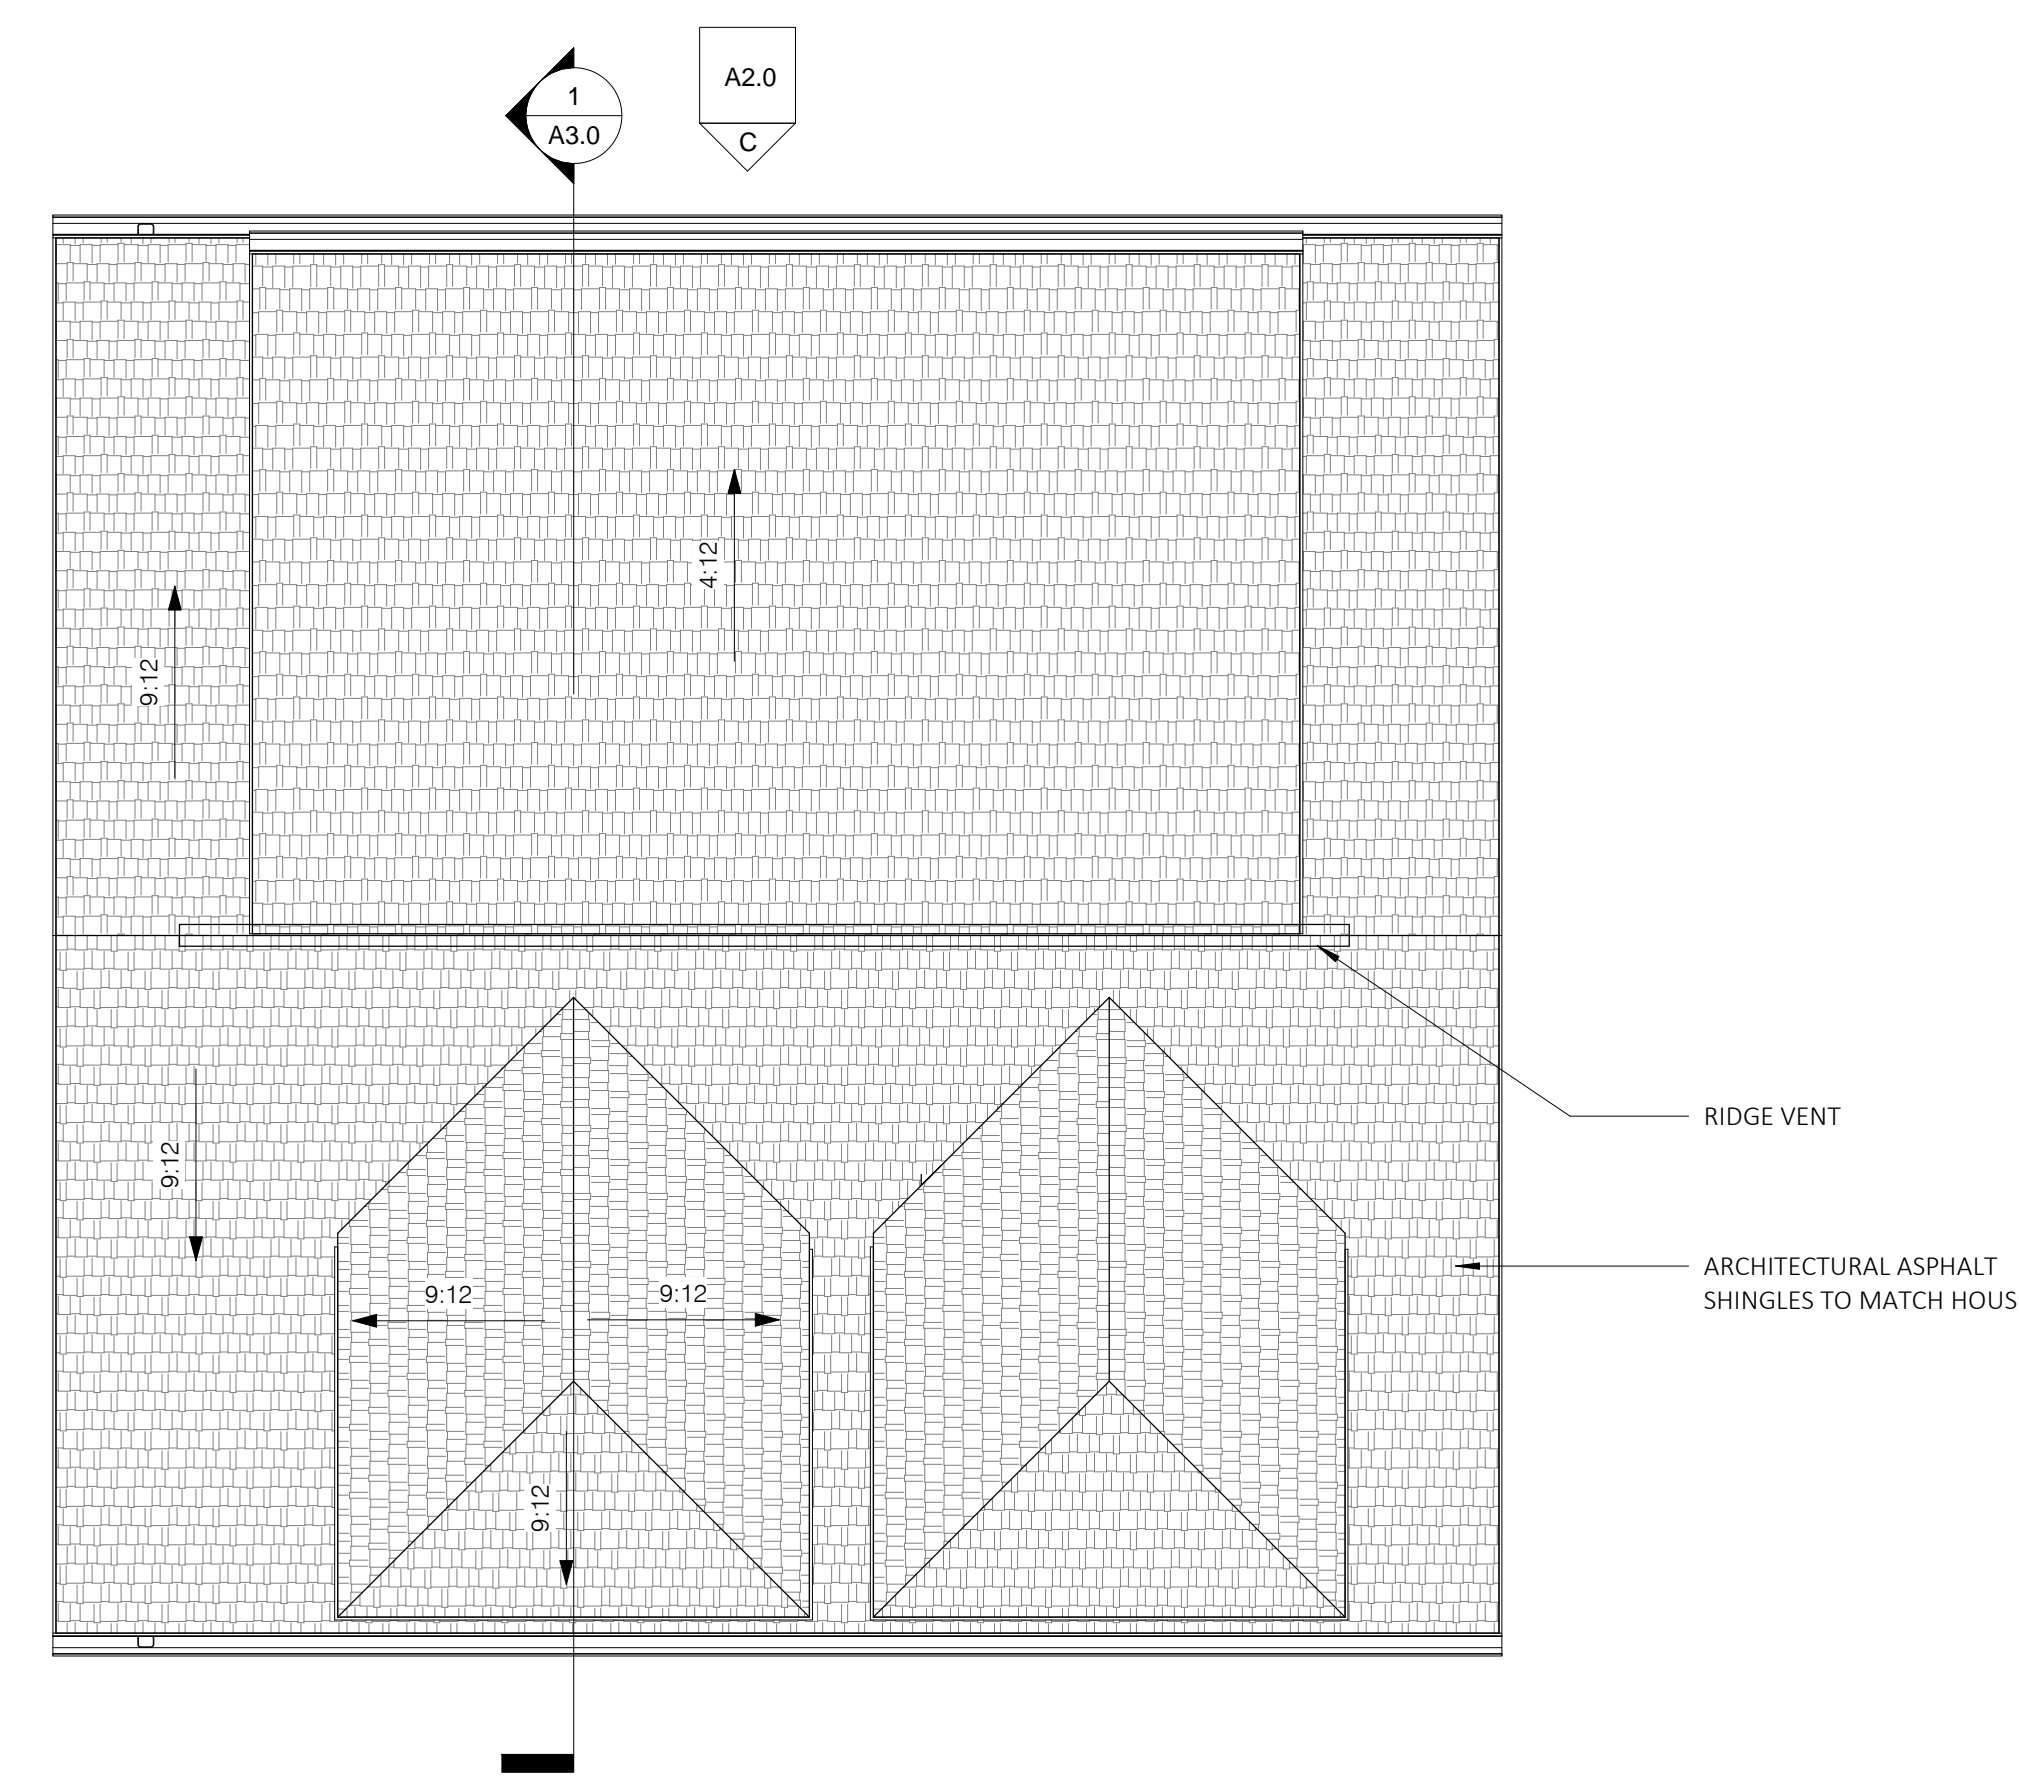 1
A3.0
A2.0
C
4:12
9:12
RIDGE VENT
9:12
ARCHITECTURAL ASPHALT
SHINGLES TO MATCH HOUS
9:12
9:12
9:12